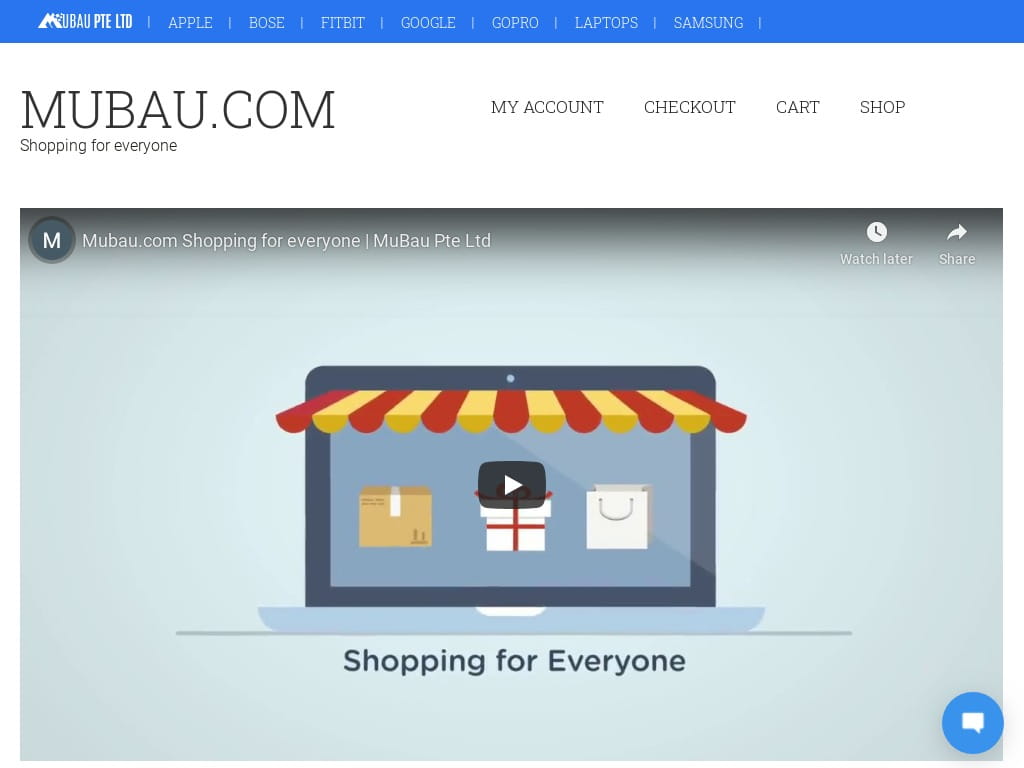 MUBAU PTE LTD | APPLE | BOSE | FITBIT | GOOGLE | GOPRO | LAPTOPS | SAMSUNG |
MUBAU.COM
Shopping for everyone
MY ACCOUNT CHECKOUT CART SHOP
M Mubau.com Shopping for everyone | MuBau Pte Ltd
Watch later Share
Shopping for Everyone